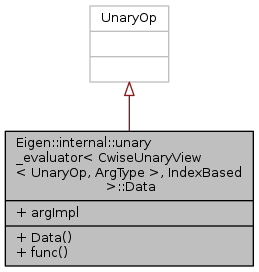 UnaryOp
Eigen::internal::unary
_evaluator< CwiseUnaryView
< UnaryOp, ArgType >, IndexBased
>::Data
+ argImpl
+ Data()
+ func()